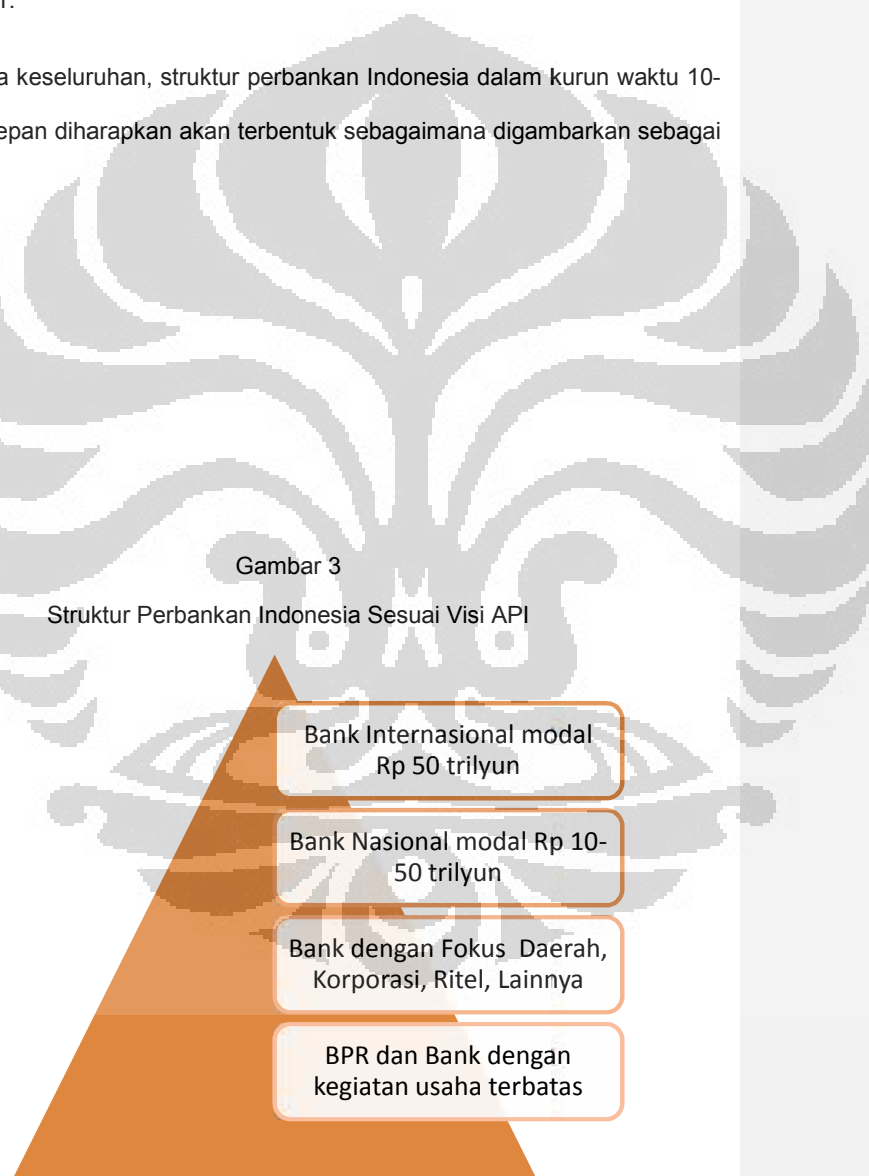 a keseluruhan, struktur perbankan Indonesia dalam kurun waktu 10-
epan diharapkan akan terbentuk sebagaimana digambarkan sebagai
Gambar 3
Struktur Perbankan Indonesia Sesuai Visi API
Bank Internasional modal
Rp 50 trilyun
Bank Nasional modal Rp 10-
50 trilyun
Bank dengan Fokus Daerah,
Korporasi, Ritel, Lainnya
BPR dan Bank dengan
kegiatan usaha terbatas